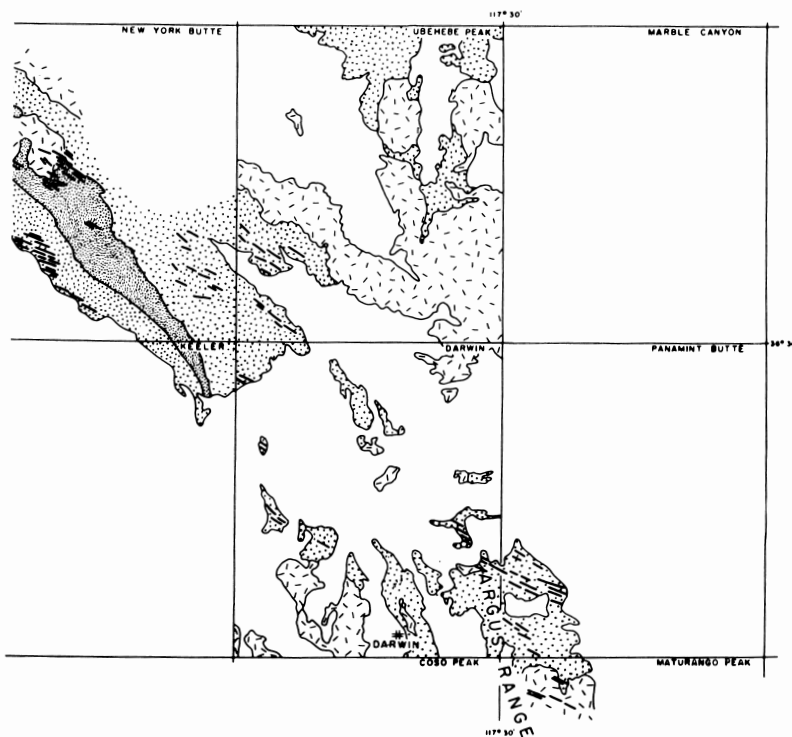 117° 30'
NEW YORK BUTTE
UBEHEBE PEAK
MARBLE CANYON
KEELER
DARWIN
PANAMINT BUTTE
DARWIN
COSO PEAK
MATURANGO PEAK
ARGUS RANGE
117° 30'